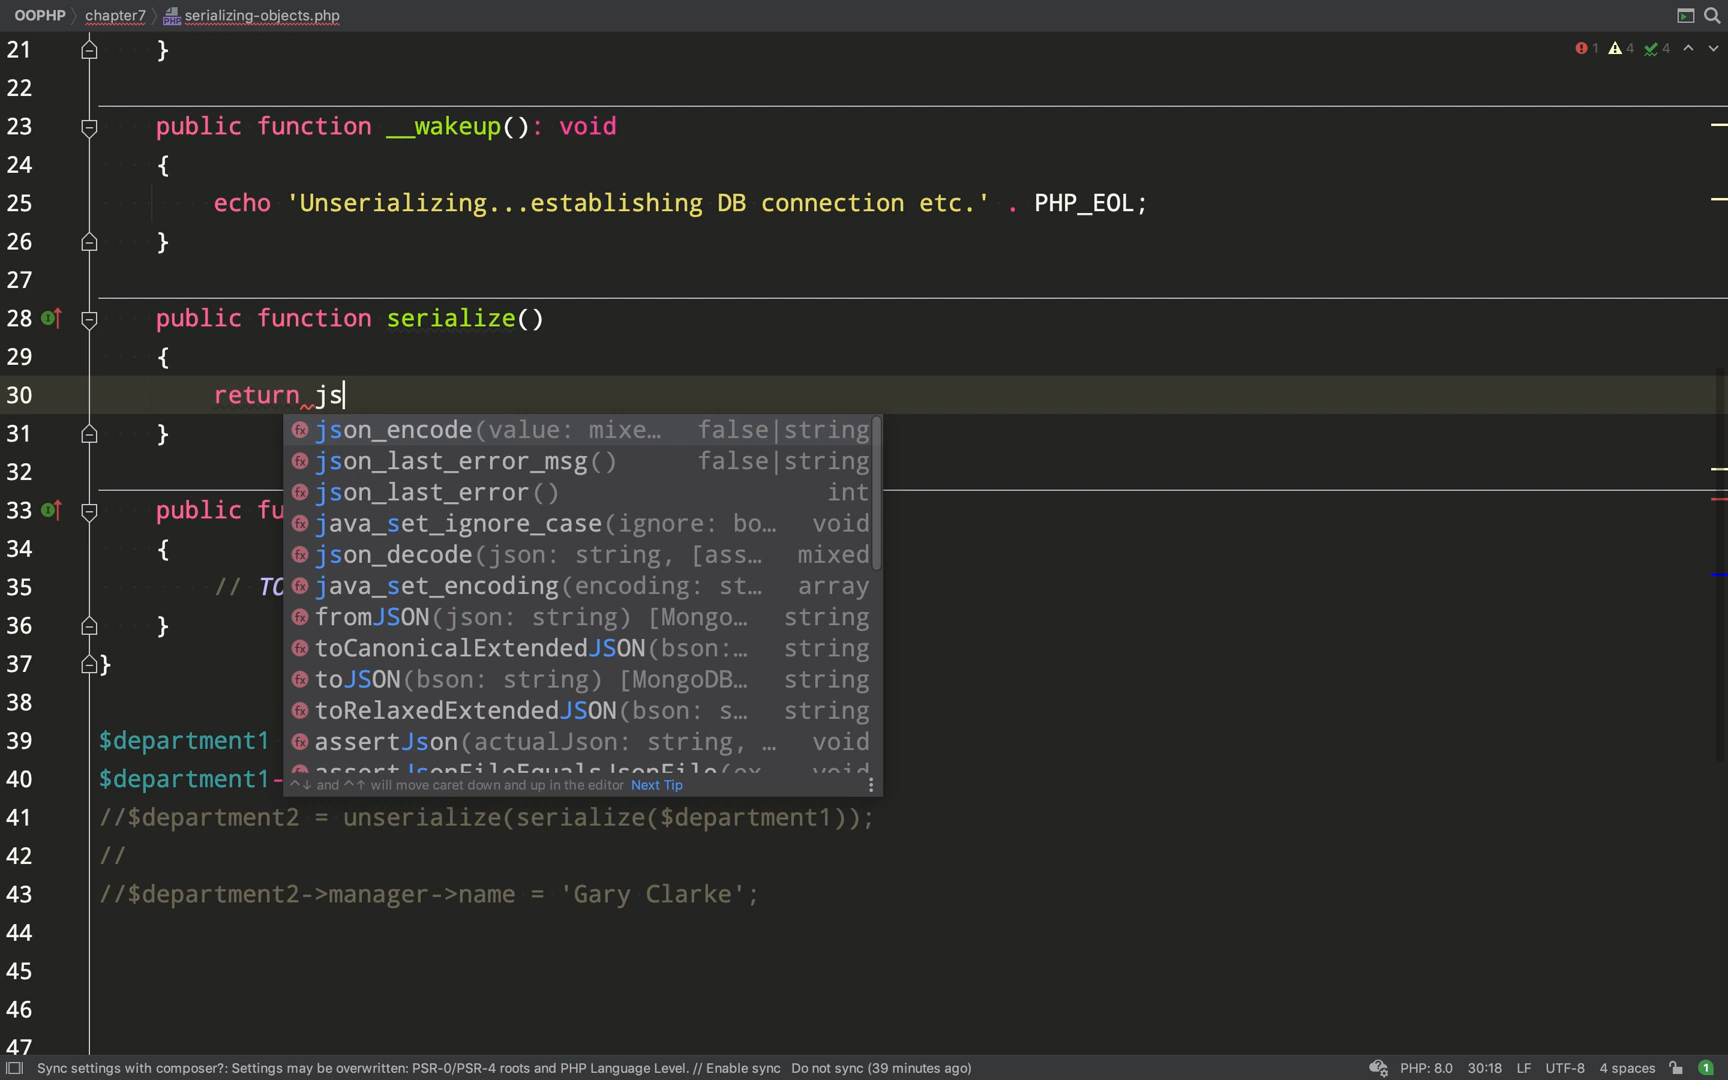 OOPHP chapter7 serializing-objects.php
1 4 4
21 }
22
23 public function __wakeup(): void
24 {
25 echo 'Unserializing...establishing DB connection etc.' . PHP_EOL;
26 }
27
28 public function serialize()
29 {
30 return js
31 }
json_encode(value: mixe… false|string
32
json_last_error_msg() false|string
json_last_error() int
33 public fu
java_set_ignore_case(ignore: bo… void
34 {
json_decode(json: string, [ass… mixed
35 // TO
java_set_encoding(encoding: st… array
36 }
fromJSON(json: string) [Mongo… string
toCanonicalExtendedJSON(bson:… string
37 }
toJSON(bson: string) [MongoDB… string
38
toRelaxedExtendedJSON(bson: s… string
39 $department1
assertJson(actualJson: string, … void
40 $department1-
assertJsonFileEqualsJsonFile(ex void
^↓ and ^↑ will move caret down and up in the editor Next Tip
41 //$department2 = unserialize(serialize($department1));
42 //
43 //$department2->manager->name = 'Gary Clarke';
44
45
46
47
Sync settings with composer?: Settings may be overwritten: PSR-0/PSR-4 roots and PHP Language Level. // Enable sync Do not sync (39 minutes ago) PHP: 8.0 30:18 LF UTF-8 4 spaces 1